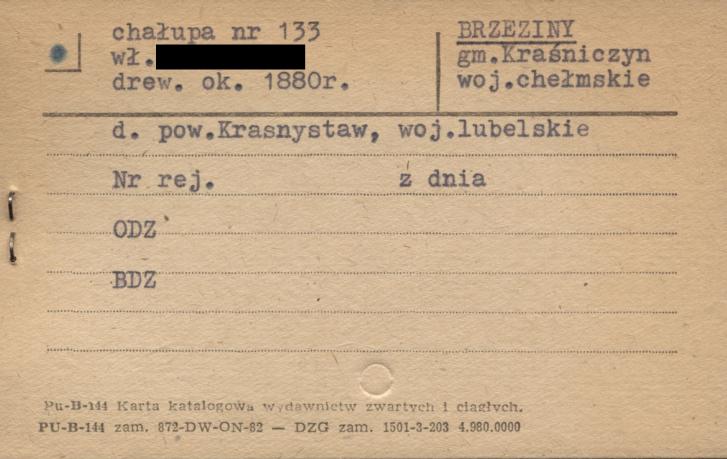 chałupa nr 133
wł.
drew. ok. 1880r.
BRZEZINY
gm.Kraśniczyn
woj.chełmskie
d. pow.Krasnystaw, woj.lubelskie
Nr rej. z dnia
ODZ
BDZ
Pu-B-144 Karta katalogowa wydawnictw zwartych i ciągłych.
PU-B-144 zam. 872-DW-ON-82 — DZG zam. 1501-3-203 4.980.0000